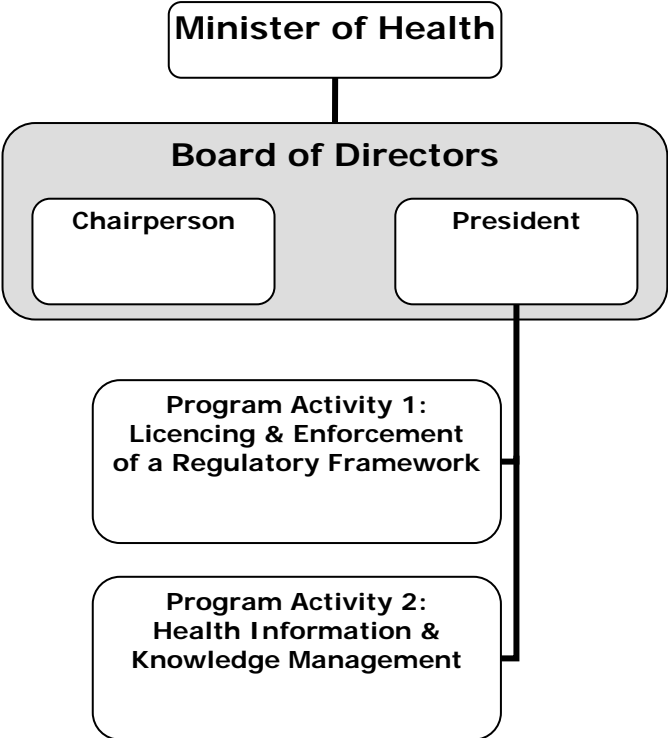 Minister of Health
Board of Directors
Chairperson
President
Program Activity 1:
Licencing & Enforcement
of a Regulatory Framework
Program Activity 2:
Health Information &
Knowledge Management